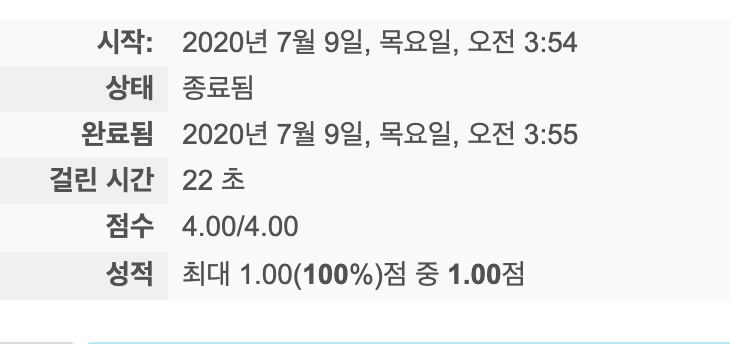 시작: 2020년 7월 9일, 목요일, 오전 3:54
상태 종료됨
완료됨 2020년 7월 9일, 목요일, 오전 3:55
걸린 시간 22 초
점수 4.00/4.00
성적 최대 1.00(100%)점 중 1.00점